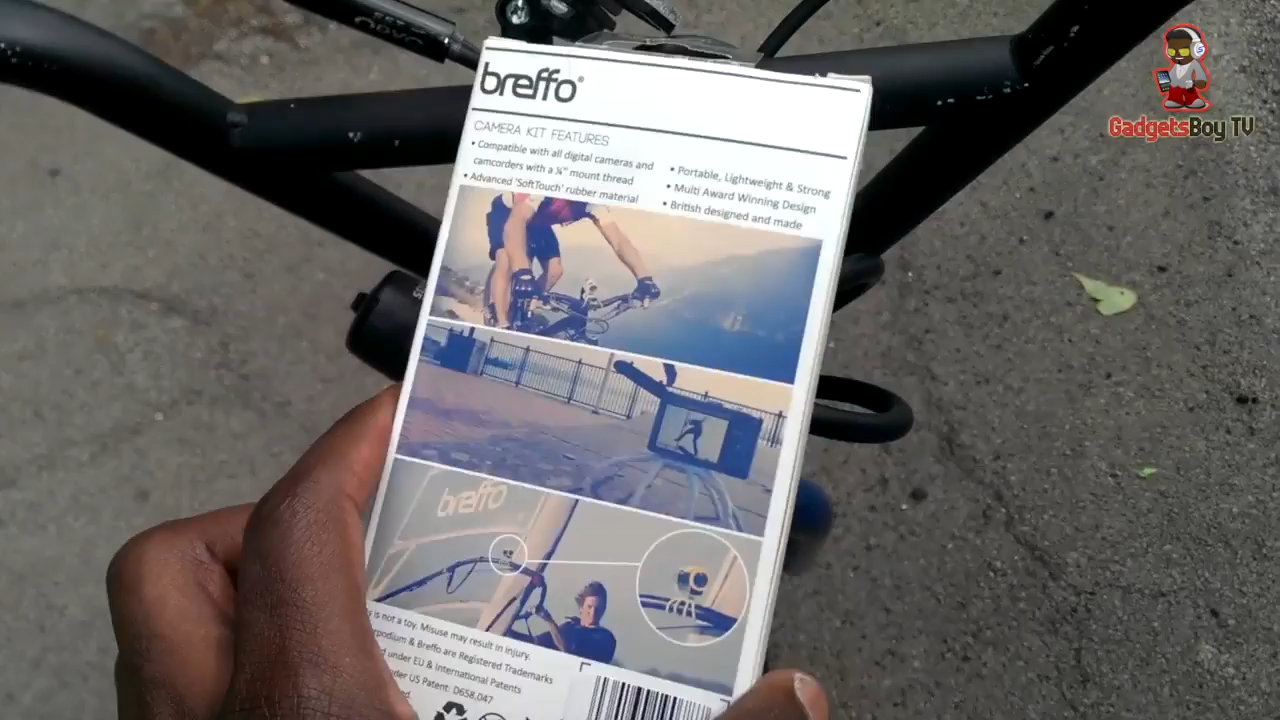 GadgetsBoy TV
breffo®
CAMERA KIT FEATURES
• Compatible with all digital cameras and
camcorders with a ¼" mount thread
• Advanced 'SoftTouch' rubber material
• Portable, Lightweight & Strong
• Multi Award Winning Design
• British designed and made
breffo
is not a toy. Misuse may result in injury.
podium & Breffo are Registered Trademarks
under EU & International Patents
US Patent: D658,047